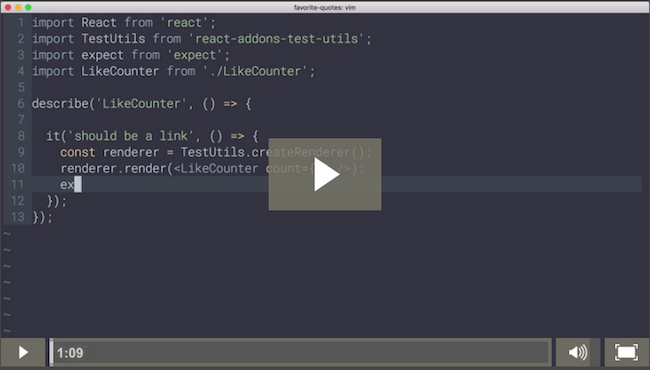 favorite-quotes: vim
1 import React from 'react';
2 import TestUtils from 'react-addons-test-utils';
3 import expect from 'expect';
4 import LikeCounter from './LikeCounter';
5
6 describe('LikeCounter', () => {
7
8 it('should be a link', () => {
9 const renderer = TestUtils.createRenderer();
10 renderer.render(<LikeCounter count={ />);
11 ex
12 });
13 });
~
~
~
~
~
~
~
1:09